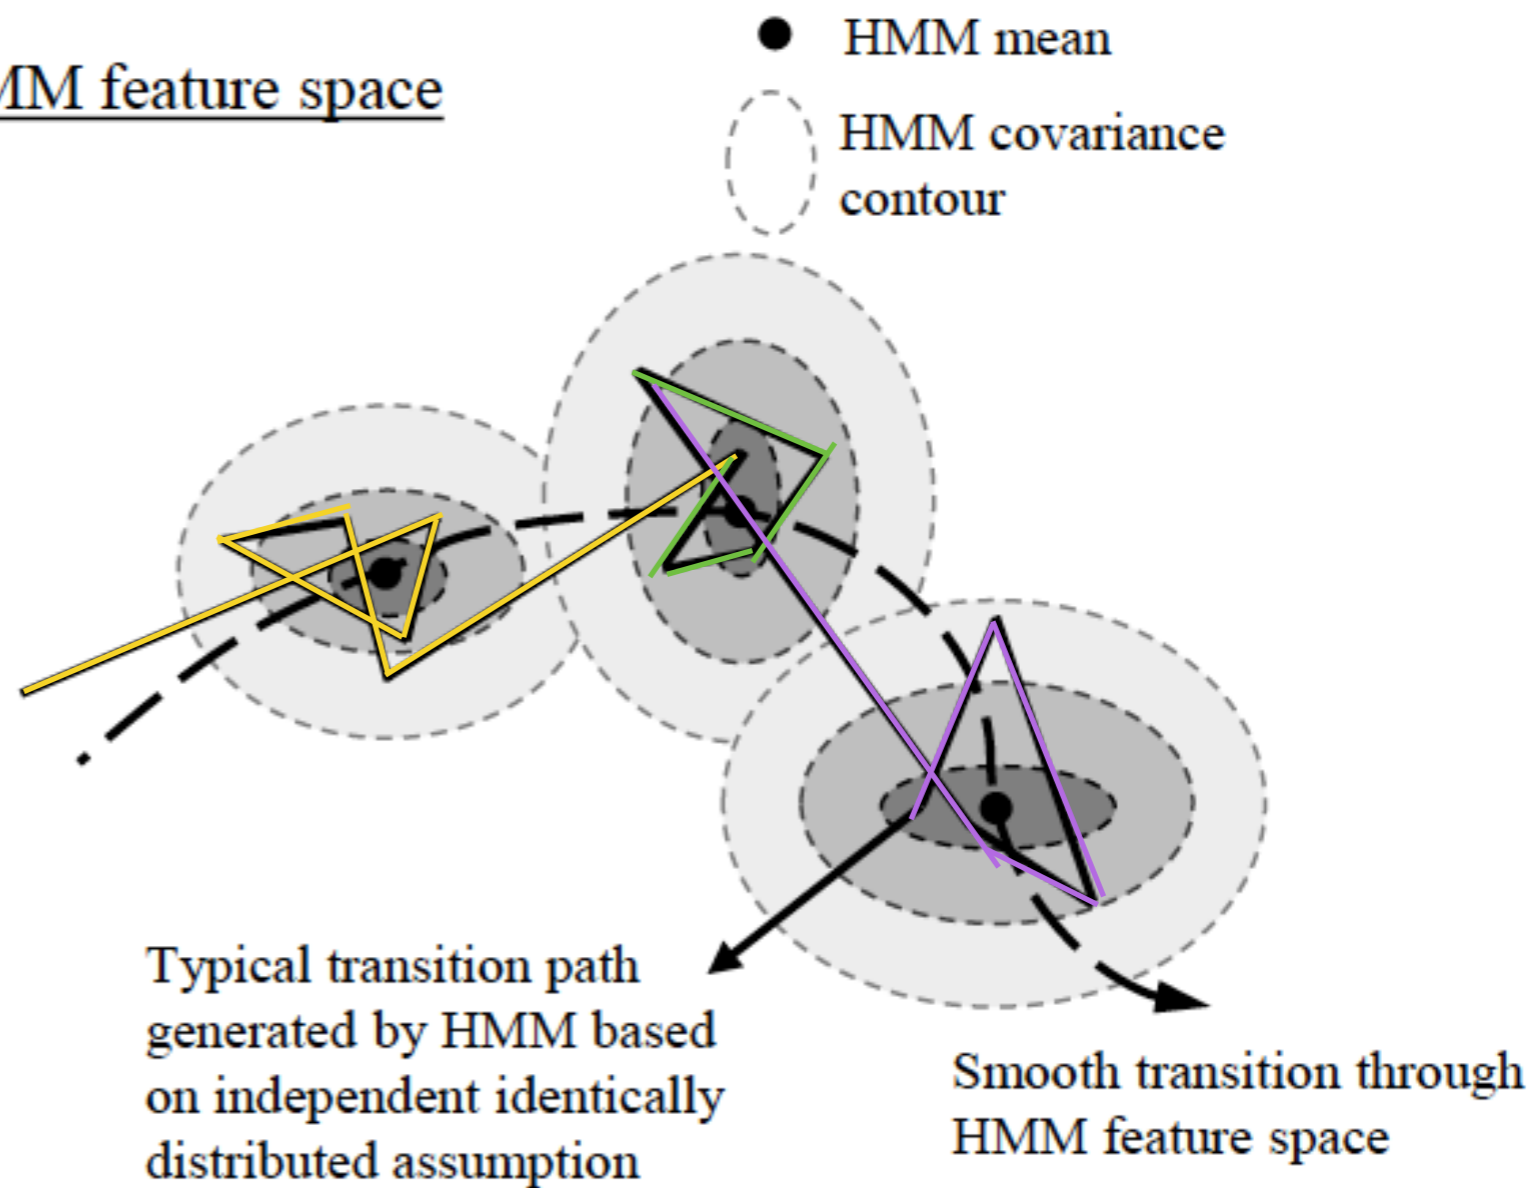 MM feature space
HMM mean
HMM covariance
contour
Typical transition path
generated by HMM based
on independent identically
distributed assumption
Smooth transition through
HMM feature space